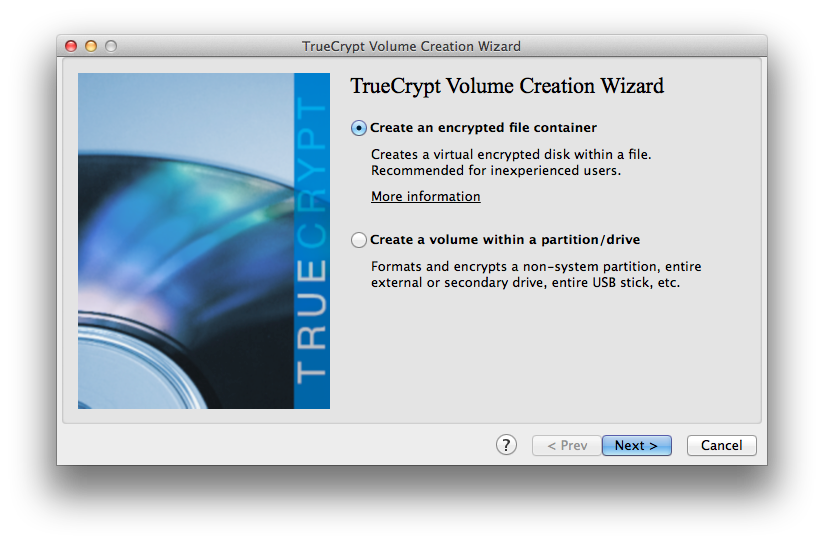 TrueCrypt Volume Creation Wizard
TRUECRYPT
TrueCrypt Volume Creation Wizard
Create an encrypted file container
Creates a virtual encrypted disk within a file.
Recommended for inexperienced users.
More information
Create a volume within a partition/drive
Formats and encrypts a non-system partition, entire
external or secondary drive, entire USB stick, etc.
? < Prev Next > Cancel